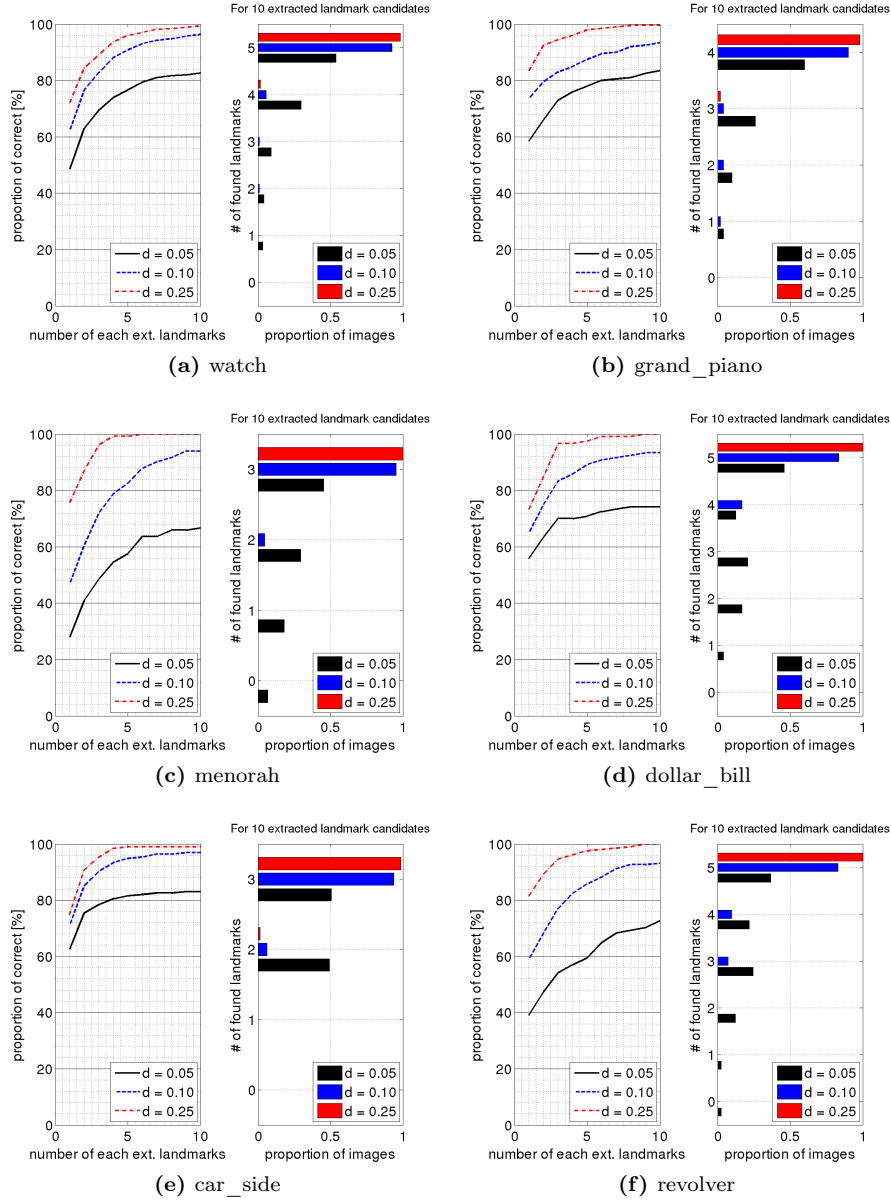 For 10 extracted landmark candidates
100
80
60
40
20
0
proportion of correct [%]
0 5 10
number of each ext. landmarks
d = 0.05
d = 0.10
d = 0.25
5
4
3
2
1
0
# of found landmarks
0 0.5 1
proportion of images
d = 0.05
d = 0.10
d = 0.25
(a) watch
For 10 extracted landmark candidates
100
80
60
40
20
0
proportion of correct [%]
0 5 10
number of each ext. landmarks
d = 0.05
d = 0.10
d = 0.25
4
3
2
1
0
# of found landmarks
0 0.5 1
proportion of images
d = 0.05
d = 0.10
d = 0.25
(b) grand_piano
For 10 extracted landmark candidates
100
80
60
40
20
0
proportion of correct [%]
0 5 10
number of each ext. landmarks
d = 0.05
d = 0.10
d = 0.25
3
2
1
0
# of found landmarks
0 0.5 1
proportion of images
d = 0.05
d = 0.10
d = 0.25
(c) menorah
For 10 extracted landmark candidates
100
80
60
40
20
0
proportion of correct [%]
0 5 10
number of each ext. landmarks
d = 0.05
d = 0.10
d = 0.25
5
4
3
2
1
0
# of found landmarks
0 0.5 1
proportion of images
d = 0.05
d = 0.10
d = 0.25
(d) dollar_bill
For 10 extracted landmark candidates
100
80
60
40
20
0
proportion of correct [%]
0 5 10
number of each ext. landmarks
d = 0.05
d = 0.10
d = 0.25
3
2
1
0
# of found landmarks
0 0.5 1
proportion of images
d = 0.05
d = 0.10
d = 0.25
(e) car_side
For 10 extracted landmark candidates
100
80
60
40
20
0
proportion of correct [%]
0 5 10
number of each ext. landmarks
d = 0.05
d = 0.10
d = 0.25
5
4
3
2
1
0
# of found landmarks
0 0.5 1
proportion of images
d = 0.05
d = 0.10
d = 0.25
(f) revolver